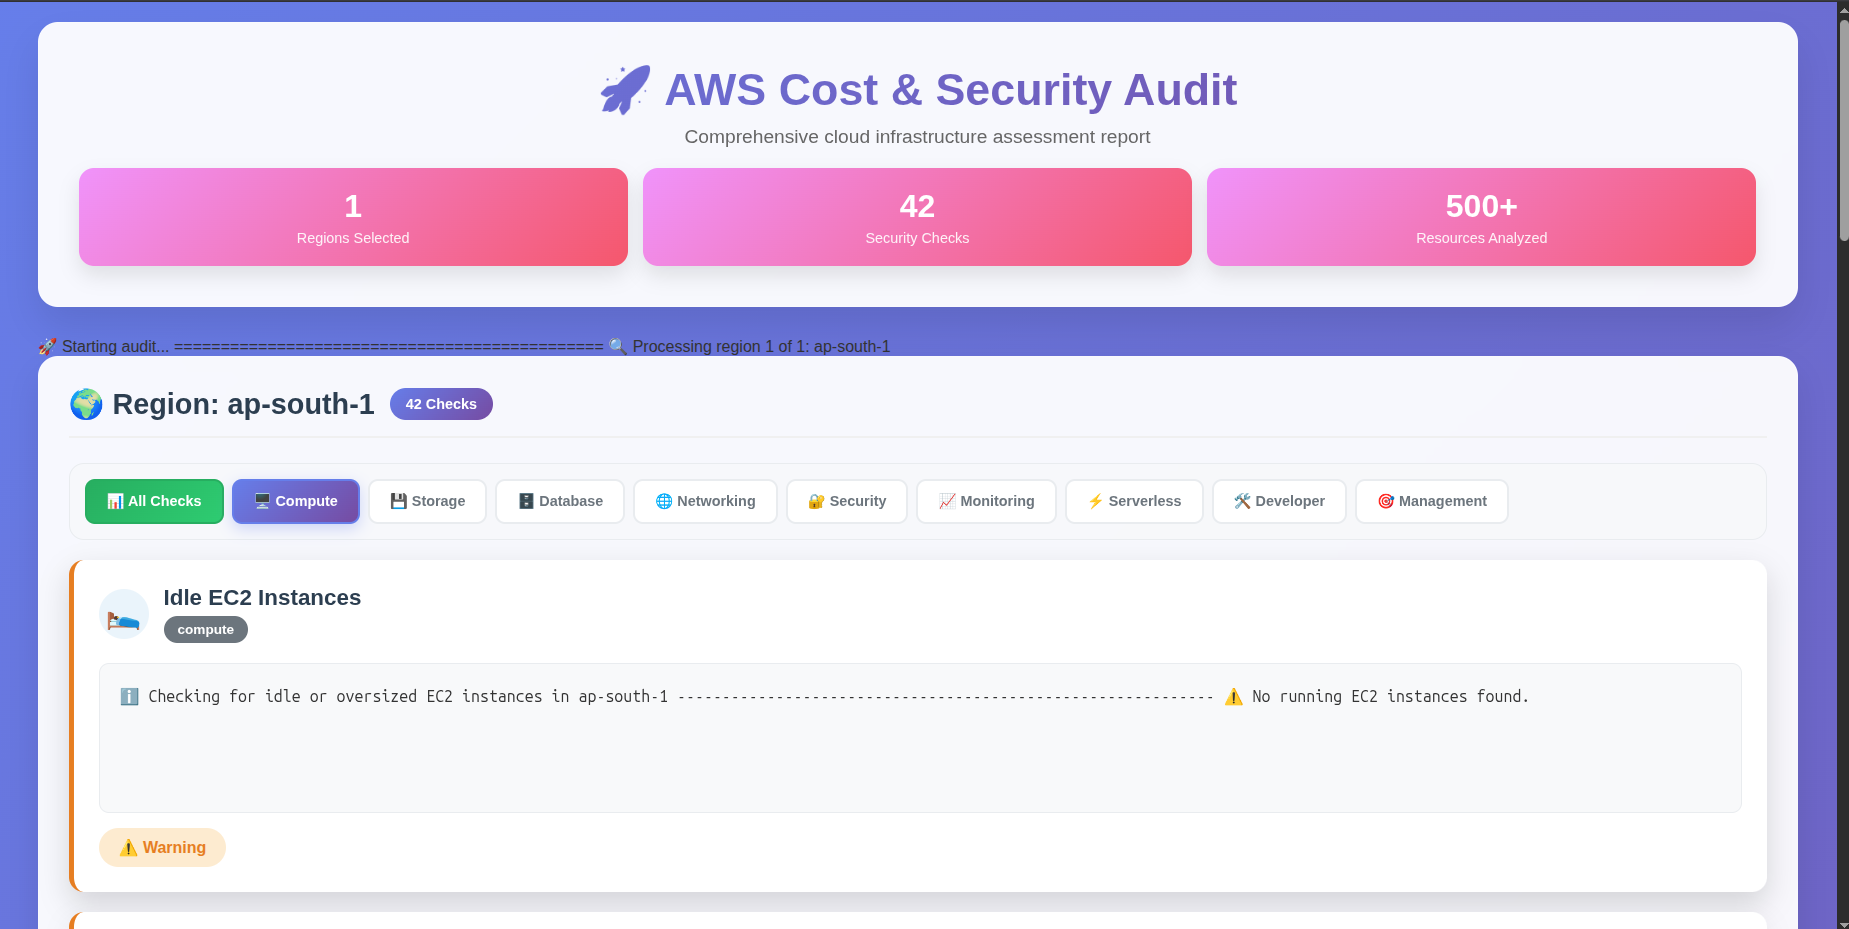 🚀 AWS Cost & Security Audit
Comprehensive cloud infrastructure assessment report
1
Regions Selected
42
Security Checks
500+
Resources Analyzed
🚀 Starting audit... ============================================== 🔍 Processing region 1 of 1: ap-south-1
🌍 Region: ap-south-1
42 Checks
📊 All Checks
🖥️ Compute
💾 Storage
🗄️ Database
🌐 Networking
🔐 Security
📈 Monitoring
⚡ Serverless
🛠️ Developer
🎯 Management
Idle EC2 Instances
compute
ℹ️ Checking for idle or oversized EC2 instances in ap-south-1 ------------------------------------------------------------ ⚠️ No running EC2 instances found.
⚠️ Warning